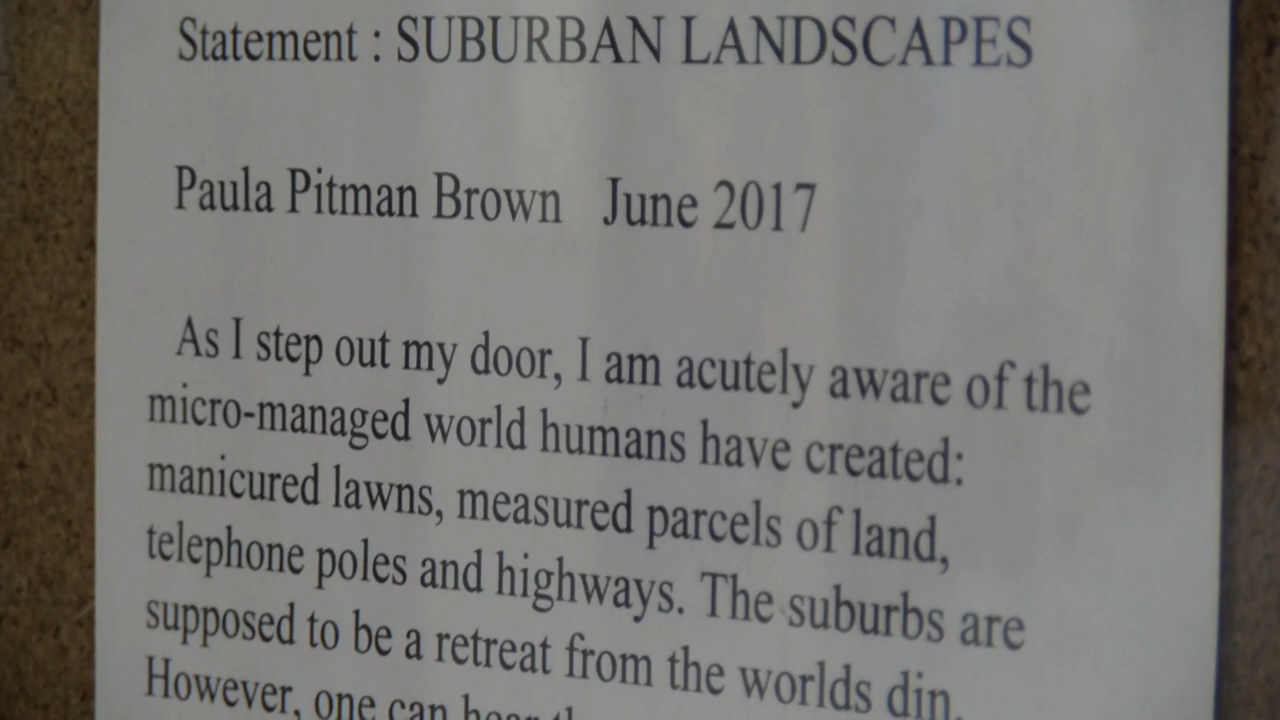 Statement : SUBURBAN LANDSCAPES
Paula Pitman Brown June 2017
As I step out my door, I am acutely aware of the
micro-managed world humans have created:
manicured lawns, measured parcels of land,
telephone poles and highways. The suburbs are
supposed to be a retreat from the worlds din.
However, one can hear